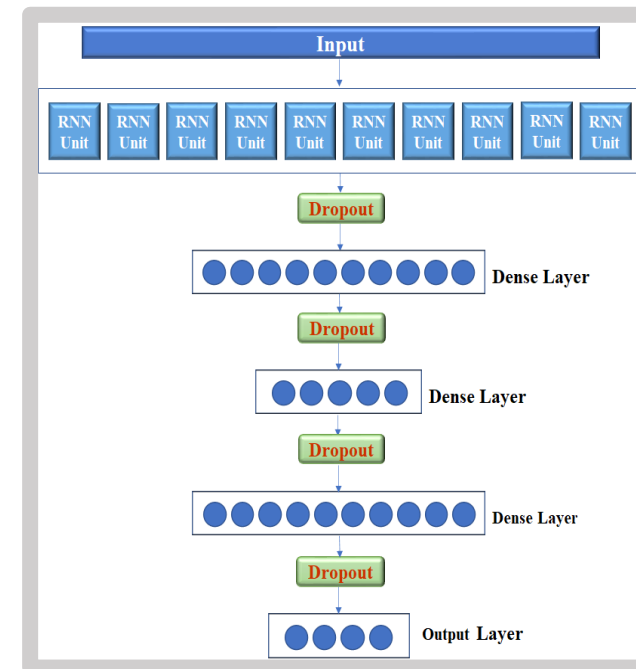 Input
RNN RNN RNN RNN RNN RNN RNN RNN RNN RNN
Unit Unit Unit Unit Unit Unit Unit Unit Unit Unit
Dropout
Dense Layer
Dropout
Dense Layer
Dropout
Dense Layer
Dropout
Output Layer